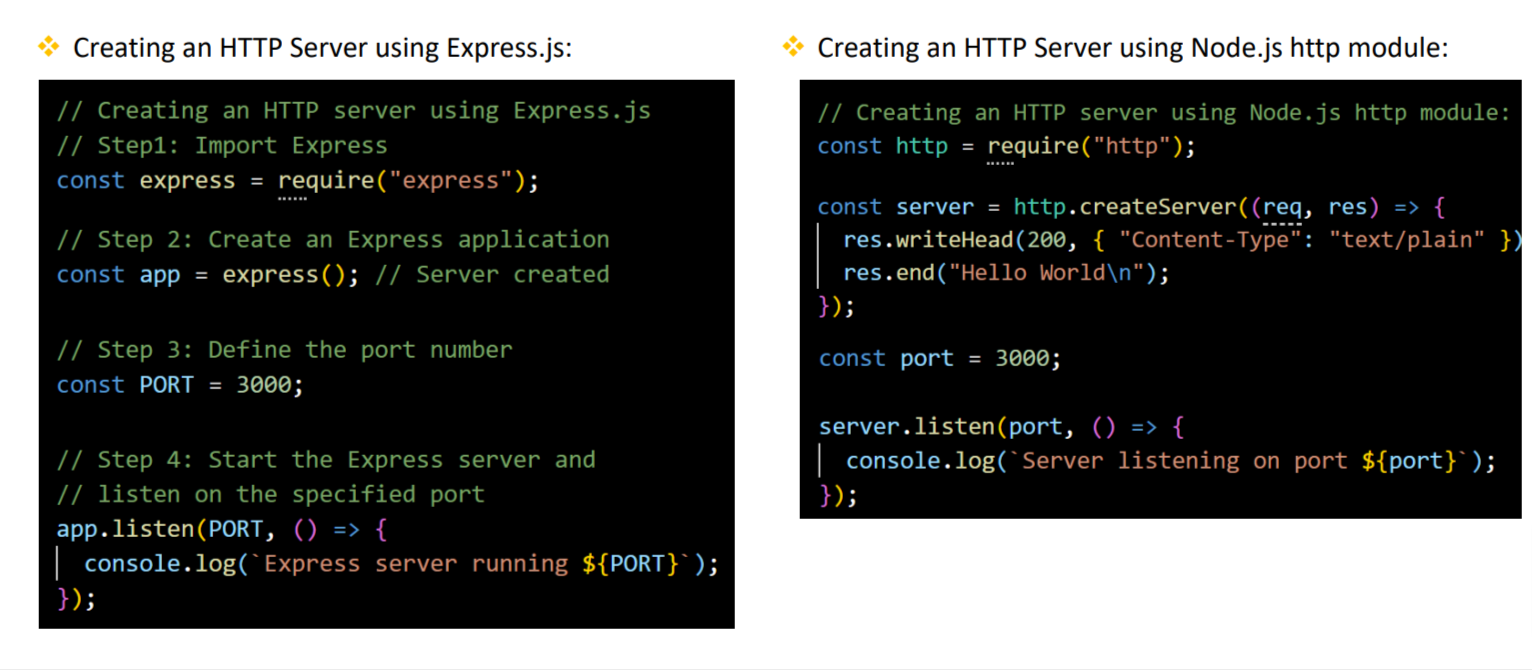 Creating an HTTP Server using Express.js:
// Creating an HTTP server using Express.js
// Step1: Import Express
const express = require("express");
// Step 2: Create an Express application
const app = express(); // Server created
// Step 3: Define the port number
const PORT = 3000;
// Step 4: Start the Express server and
// listen on the specified port
app.listen(PORT, () => {
console.log(`Express server running ${PORT}`);
});
Creating an HTTP Server using Node.js http module:
// Creating an HTTP server using Node.js http module:
const http = require("http");
const server = http.createServer((req, res) => {
res.writeHead(200, { "Content-Type": "text/plain" })
res.end("Hello World\n");
});
const port = 3000;
server.listen(port, () => {
console.log(`Server listening on port ${port}`);
});